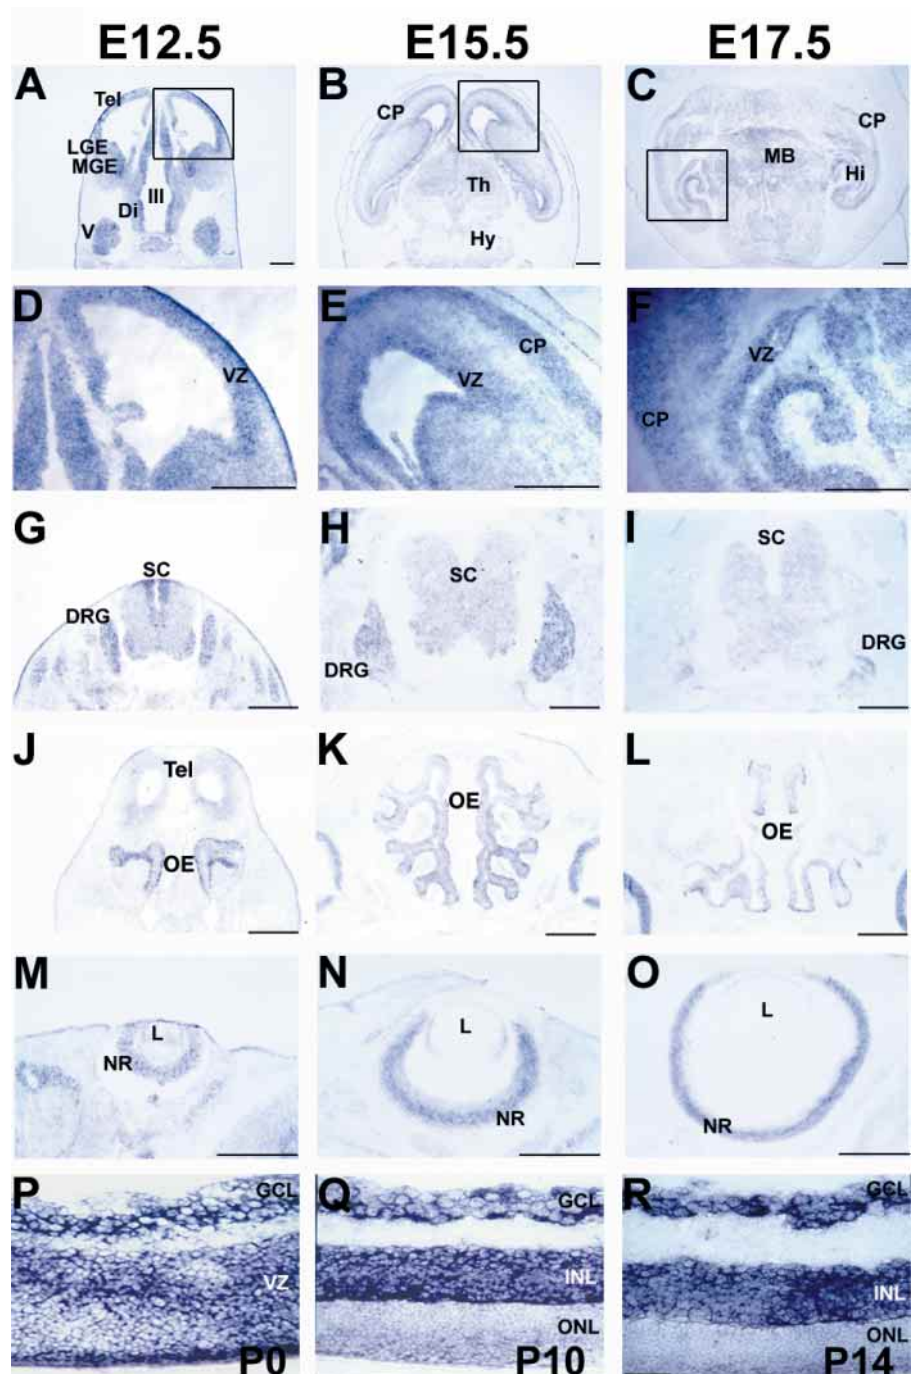 E12.5 E15.5 E17.5
A Tel LGE MGE III Di V
B CP Th Hy
C CP MB Hi
D VZ
E CP VZ
F VZ CP
G SC DRG
H SC DRG
I SC DRG
J Tel OE
K OE
L OE
M L NR
N L NR
O L NR
P GCL VZ P0
Q GCL INL ONL P10
R GCL INL ONL P14